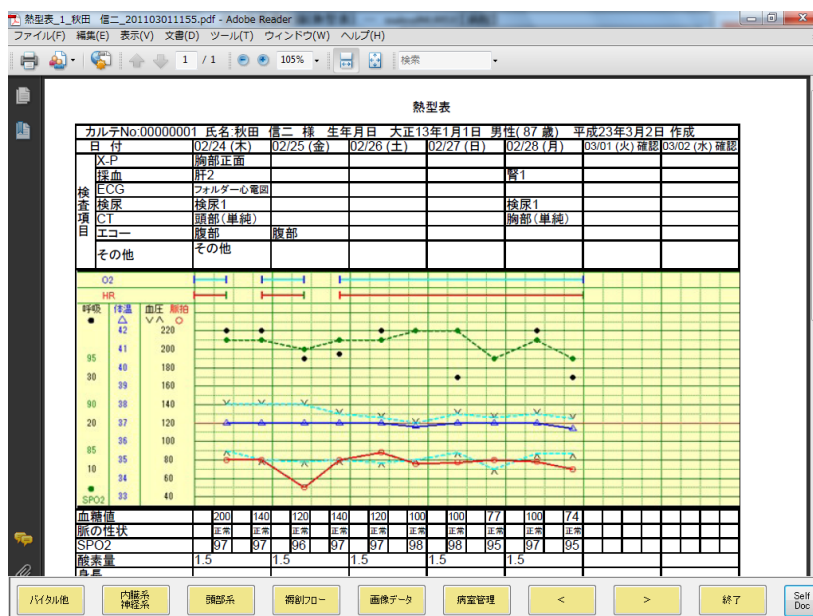 熱型表_1_秋田　信二_201103011155.pdf - Adobe Reader
ファイル(F) 編集(E) 表示(V) 文書(D) ツール(T) ウィンドウ(W) ヘルプ(H)
1 / 1 105% 検索
熱型表
カルテNo:00000001 氏名:秋田　信二 様 生年月日 大正13年1月1日 男性( 87 歳) 平成23年3月2日 作成
日 付 02/24 (木) 02/25 (金) 02/26 (土) 02/27 (日) 02/28 (月) 03/01 (火) 確認 03/02 (水) 確認
検査項目
X-P 胸部正面
採血 肝2 腎1
ECG フォルダー心電図
検尿 検尿1 検尿1
CT 頭部(単純) 胸部(単純)
エコー 腹部 腹部
その他 その他
O2
HR
呼吸 体温 血圧 脈拍
● △ ∨∧ ○
42 220
41 200
95
40 180
30
39 160
90 38 140
20 37 120
36 100
85
35 80
10
34 60
●
SPO2 33 40
血糖値 200 140 120 140 120 100 100 77 100 74
脈の性状 正常 正常 正常 正常 正常 正常 正常 正常 正常 正常
SPO2 97 97 96 97 97 98 98 95 97 95
酸素量 1.5 1.5 1.5 1.5 1.5
身長
バイタル他 内臓系 神経系 頭部系 褥創フロー 画像データ 病室管理 < > 終了 Self Doc